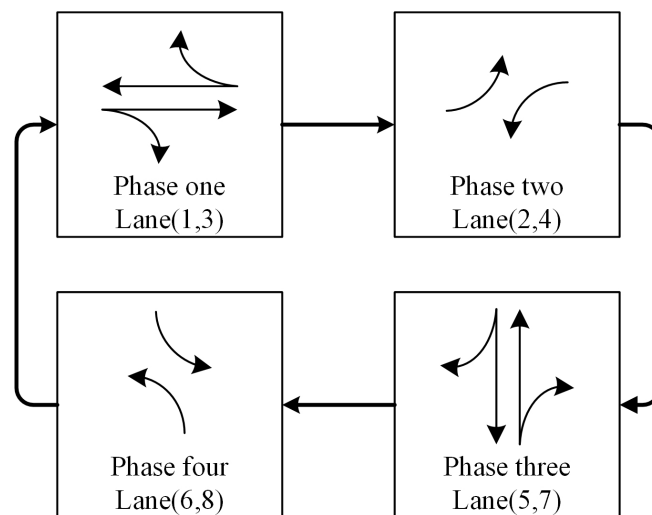 Phase one
Lane(1,3)
Phase two
Lane(2,4)
Phase four
Lane(6,8)
Phase three
Lane(5,7)